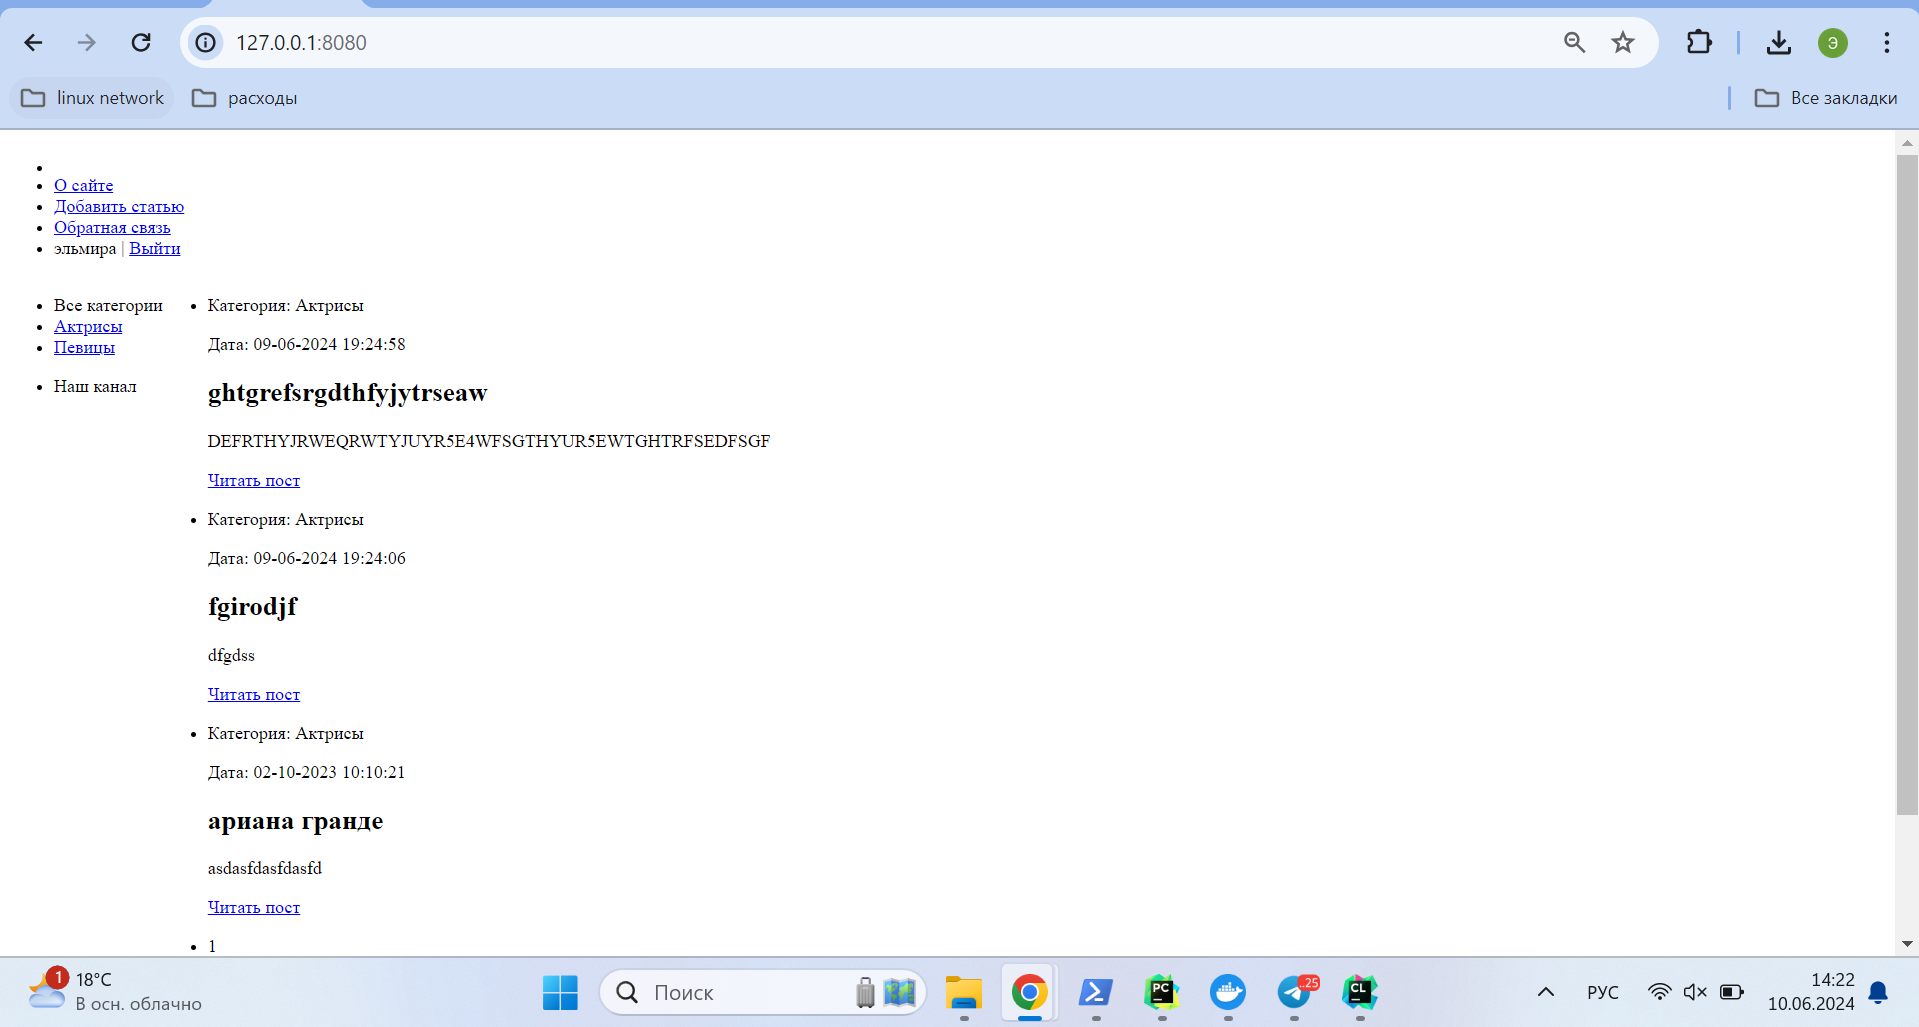 127.0.0.1:8080
Э
linux network
расходы
Все закладки
О сайте
Добавить статью
Обратная связь
эльмира | Выйти
Все категории
Актрисы
Певицы
Наш канал
Категория: Актрисы
Дата: 09-06-2024 19:24:58
ghtgrefsrgdthfyjytrseaw
DEFRTHYJRWEQRWTYJUYR5E4WFSGTHYUR5EWTGHTRFSEDFSGF
Читать пост
Категория: Актрисы
Дата: 09-06-2024 19:24:06
fgirodjf
dfgdss
Читать пост
Категория: Актрисы
Дата: 02-10-2023 10:10:21
ариана гранде
asdasfdasfdasfd
Читать пост
1
1
18°C
В осн. облачно
Поиск
PC
..25
CL
РУС
14:22
10.06.2024